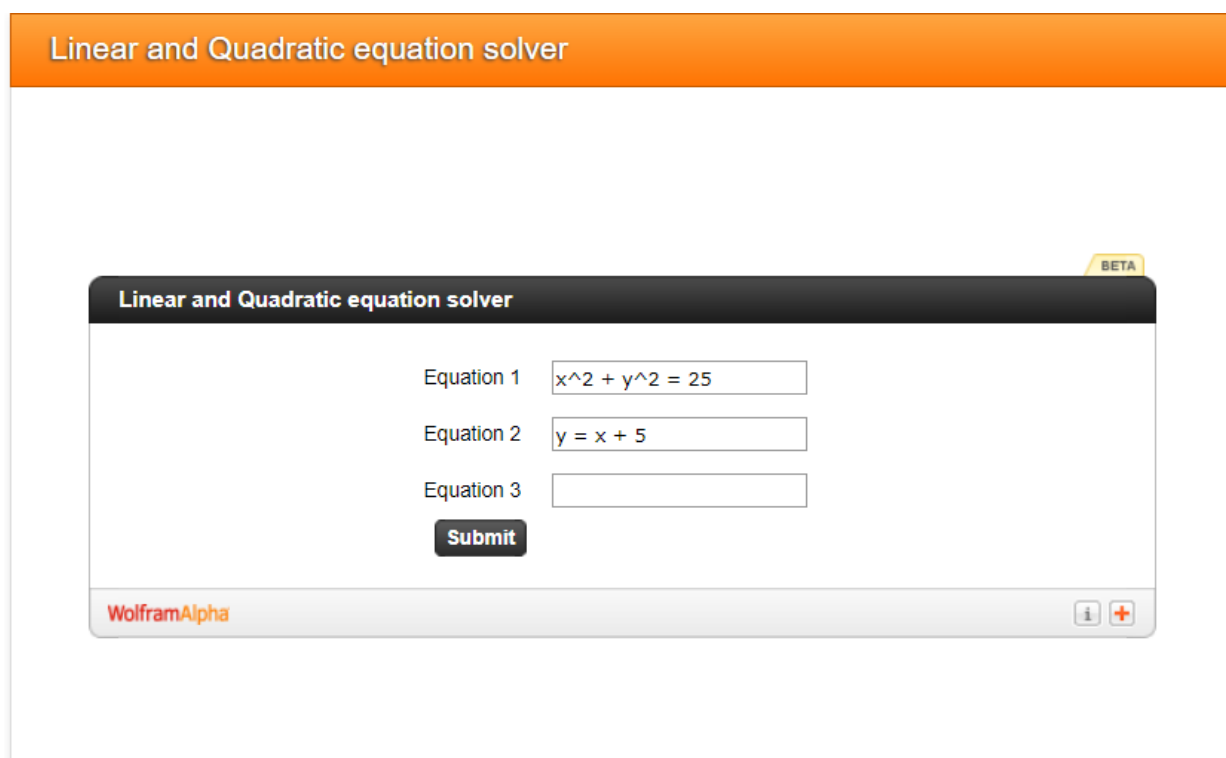 Linear and Quadratic equation solver
BETA
Linear and Quadratic equation solver
Equation 1 x^2 + y^2 = 25
Equation 2 y = x + 5
Equation 3
Submit
WolframAlpha i +